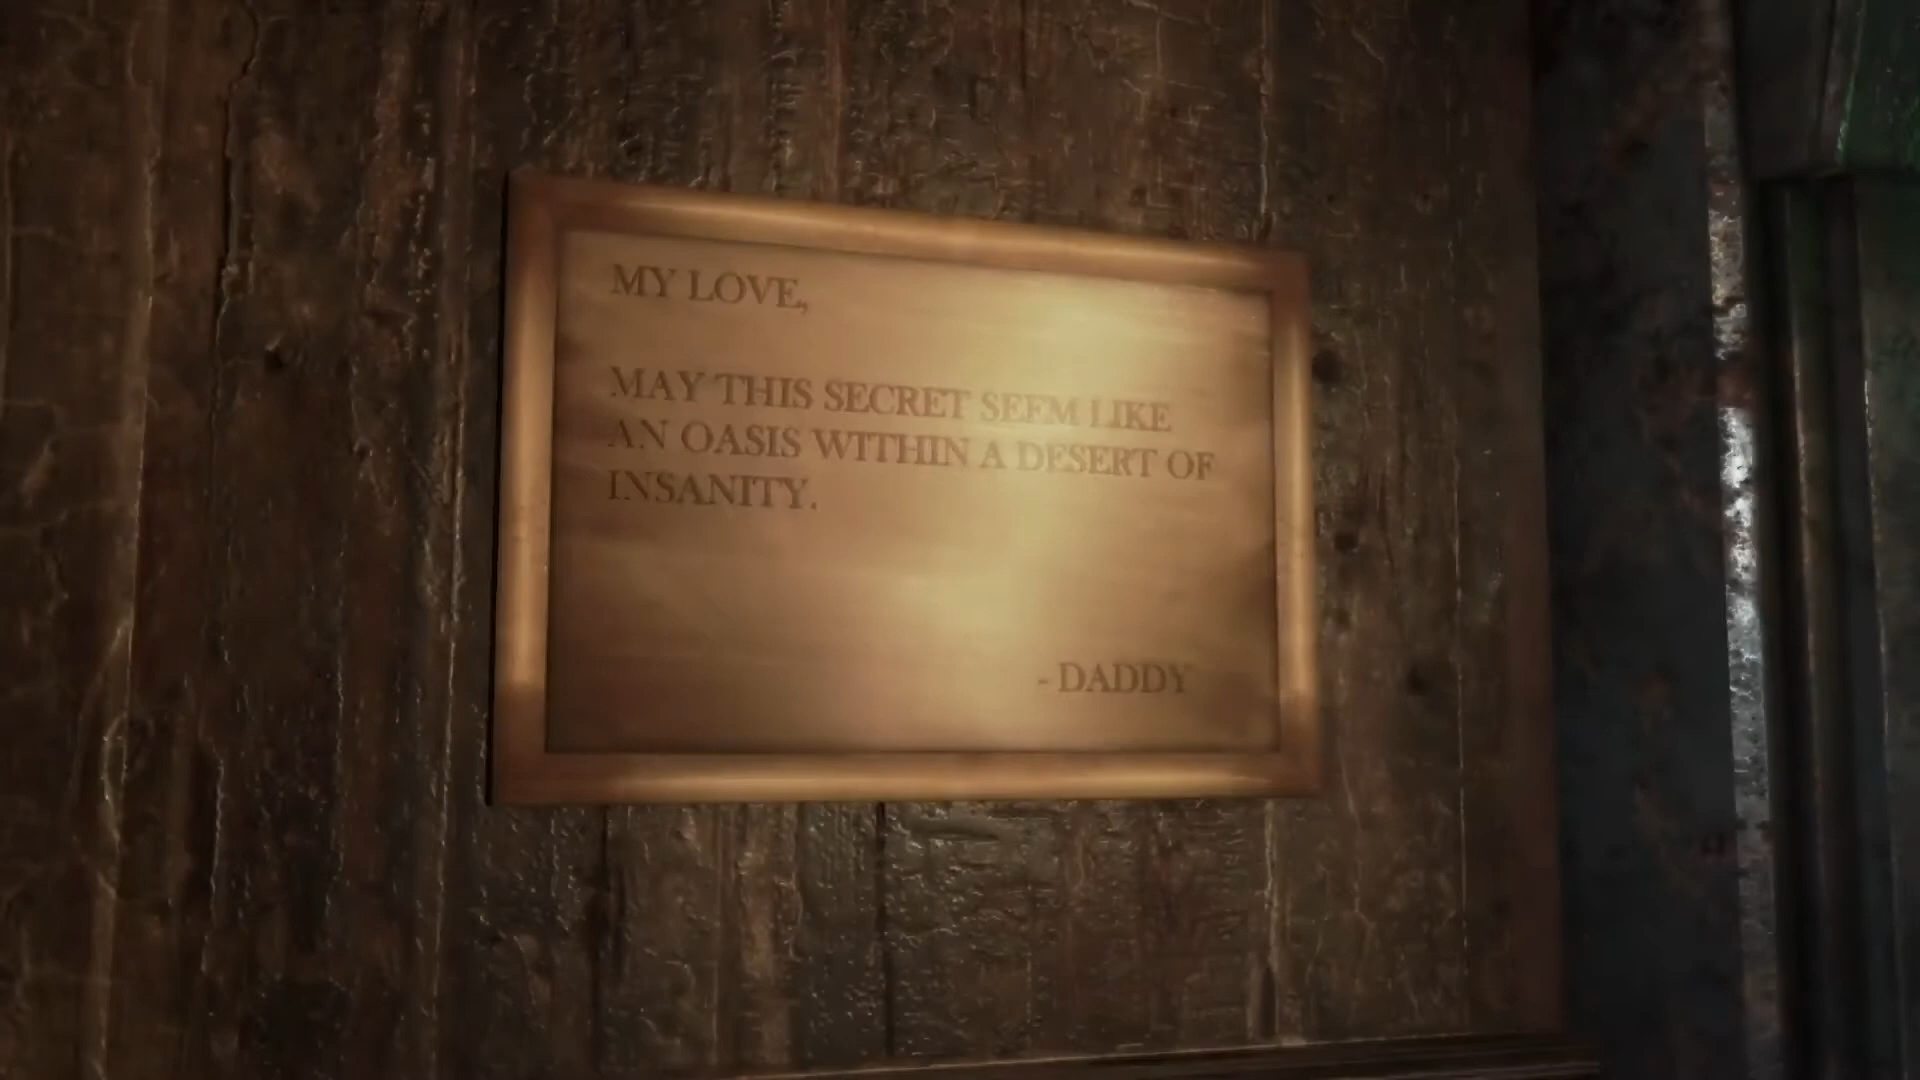 MY LOVE,
MAY THIS SECRET SEEM LIKE
AN OASIS WITHIN A DESERT OF
INSANITY.
- DADDY